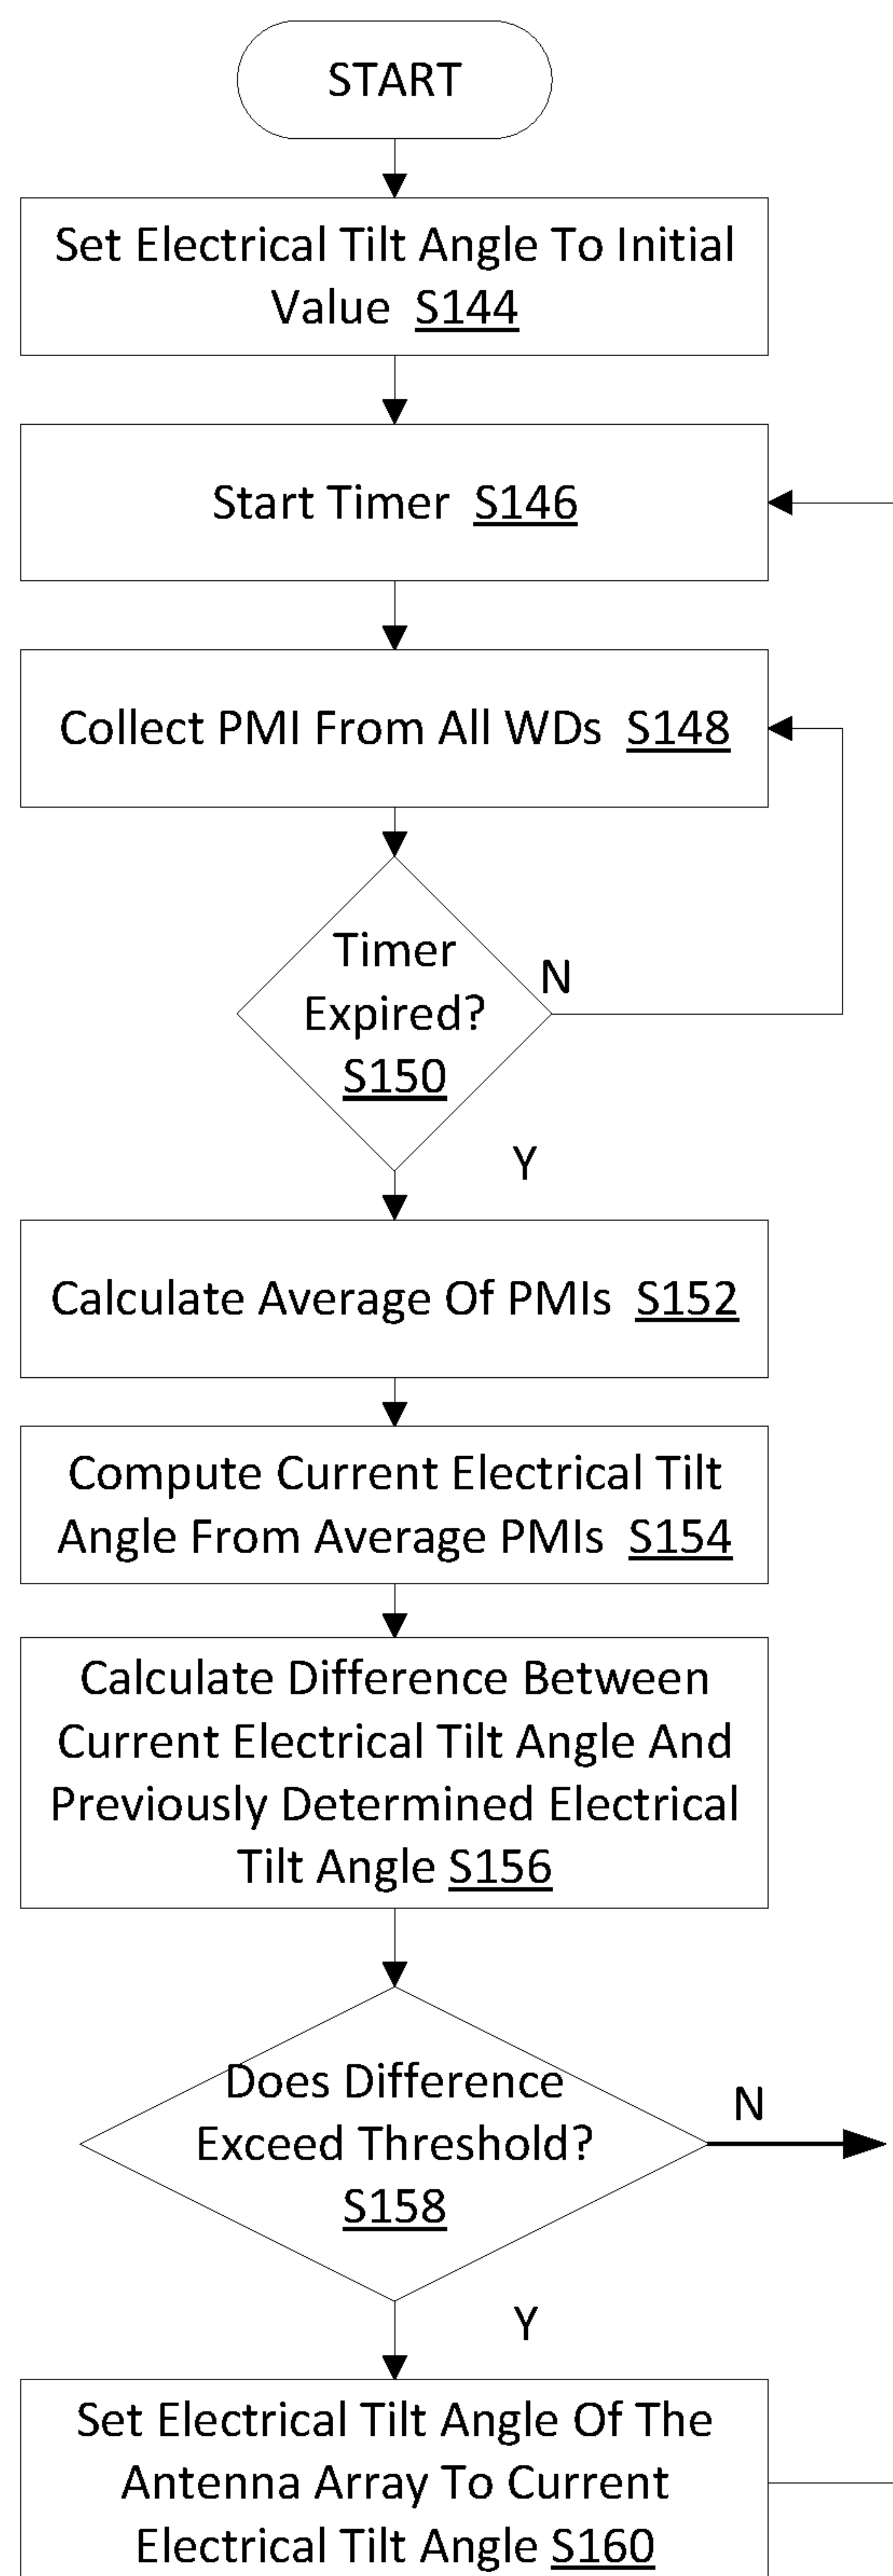 START
Set Electrical Tilt Angle To Initial
Value S144
Start Timer S146
Collect PMI From All WDs S148
Timer
Expired?
S150
N
Y
Calculate Average Of PMIs S152
Compute Current Electrical Tilt
Angle From Average PMIs S154
Calculate Difference Between
Current Electrical Tilt Angle And
Previously Determined Electrical
Tilt Angle S156
Does Difference
Exceed Threshold?
S158
N
Y
Set Electrical Tilt Angle Of The
Antenna Array To Current
Electrical Tilt Angle S160